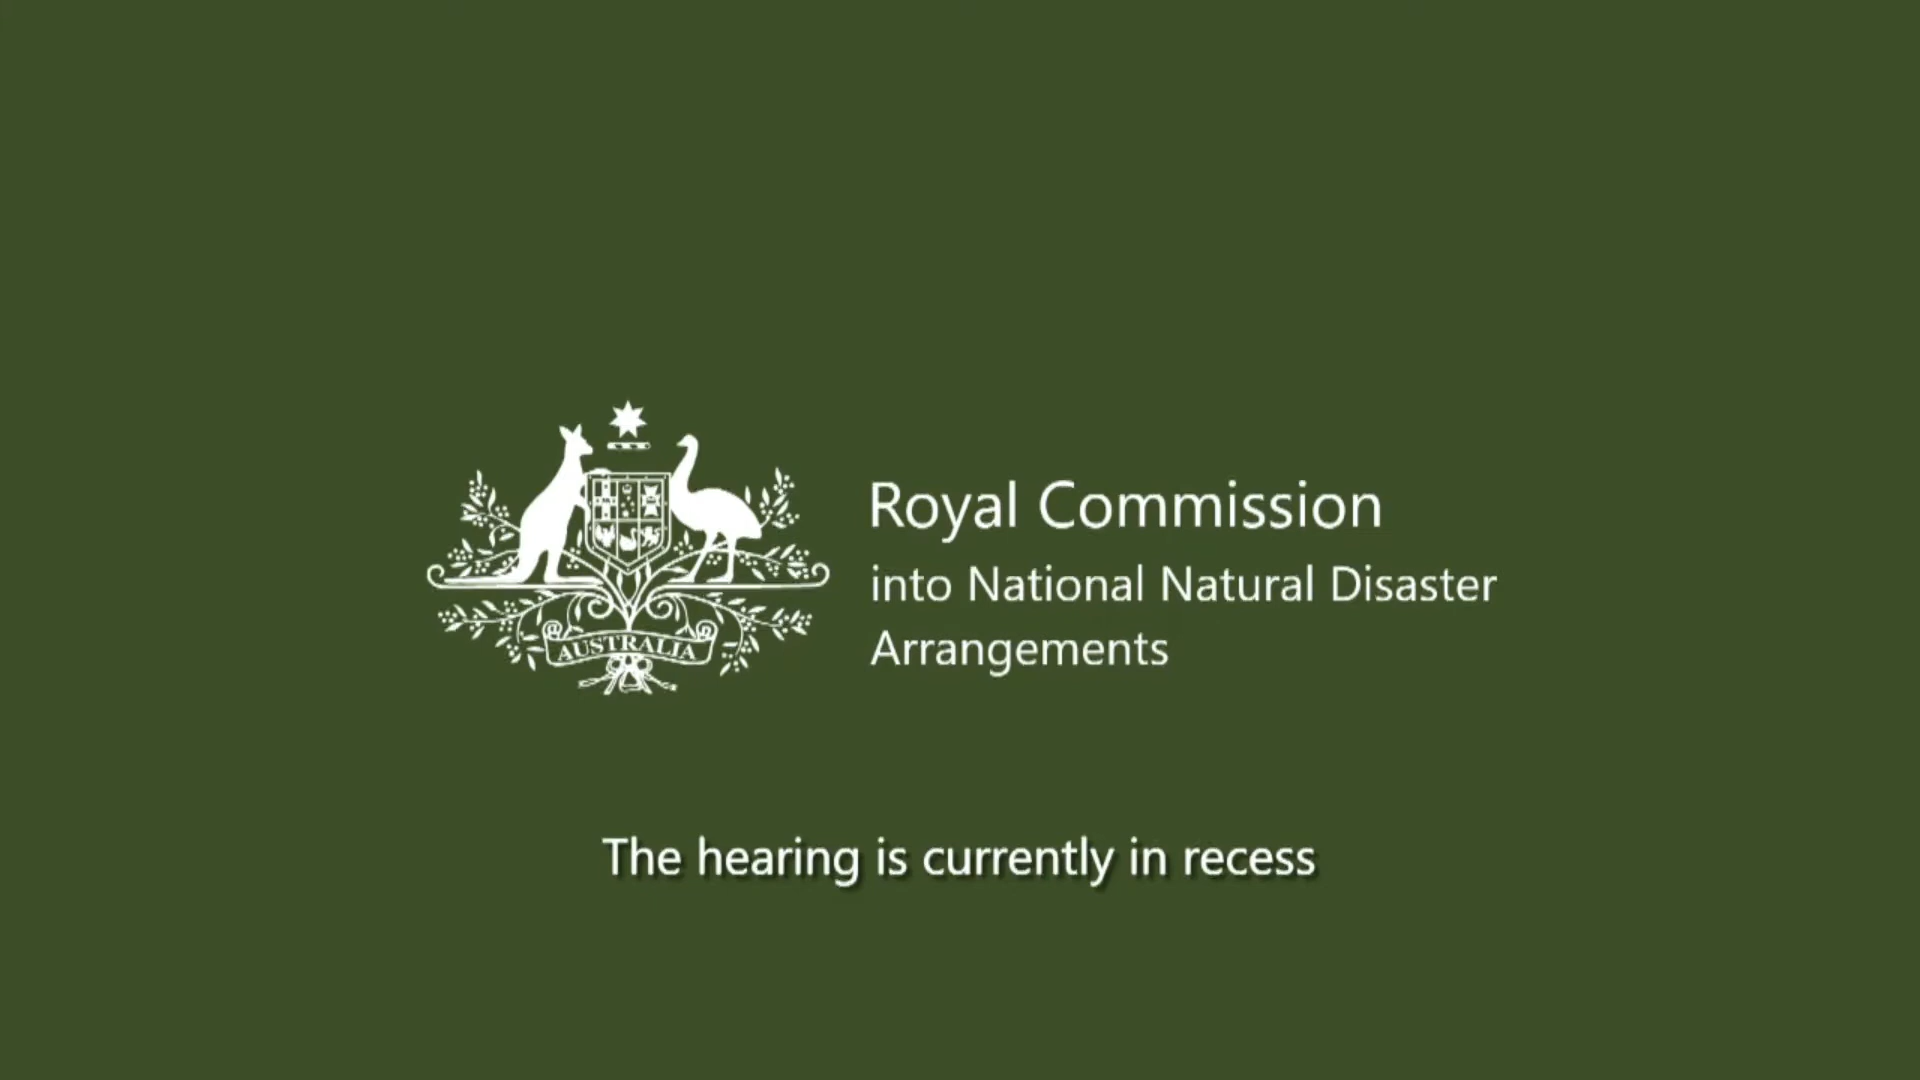 AUSTRALIA
Royal Commission
into National Natural Disaster
Arrangements
The hearing is currently in recess